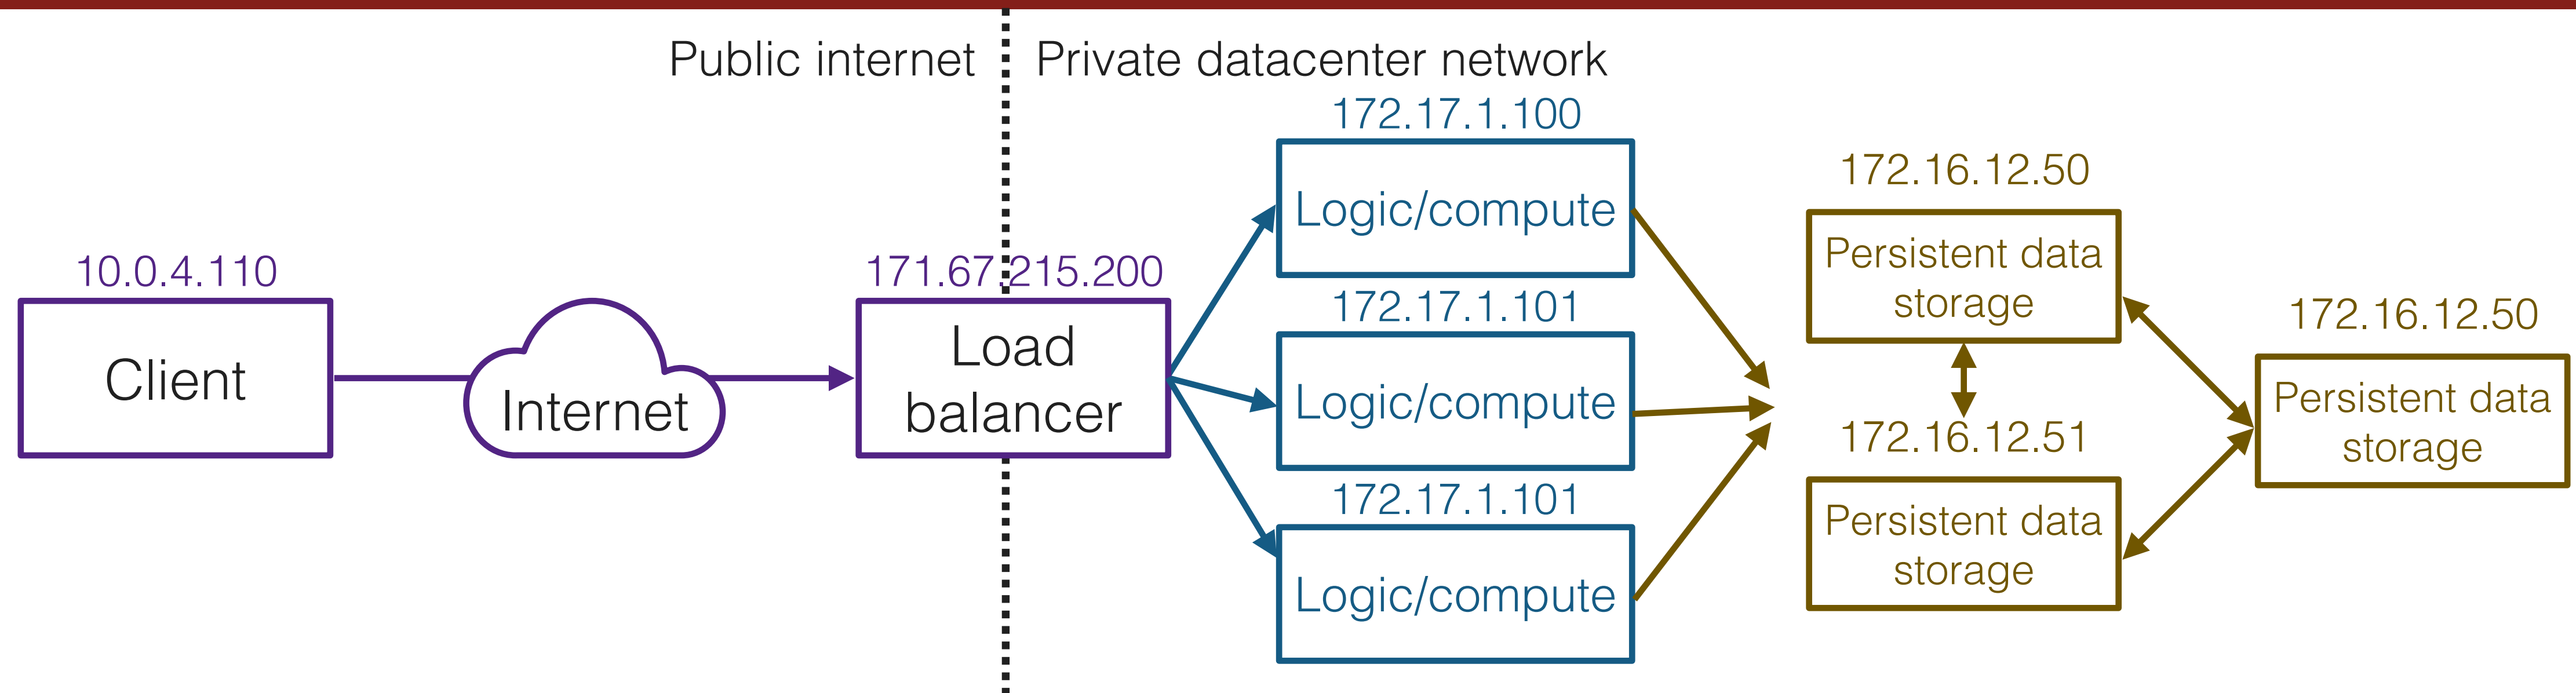 Public internet
Private datacenter network
10.0.4.110
Client
Internet
171.67.215.200
Load
balancer
172.17.1.100
Logic/compute
172.17.1.101
Logic/compute
172.17.1.101
Logic/compute
172.16.12.50
Persistent data
storage
172.16.12.51
Persistent data
storage
172.16.12.50
Persistent data
storage